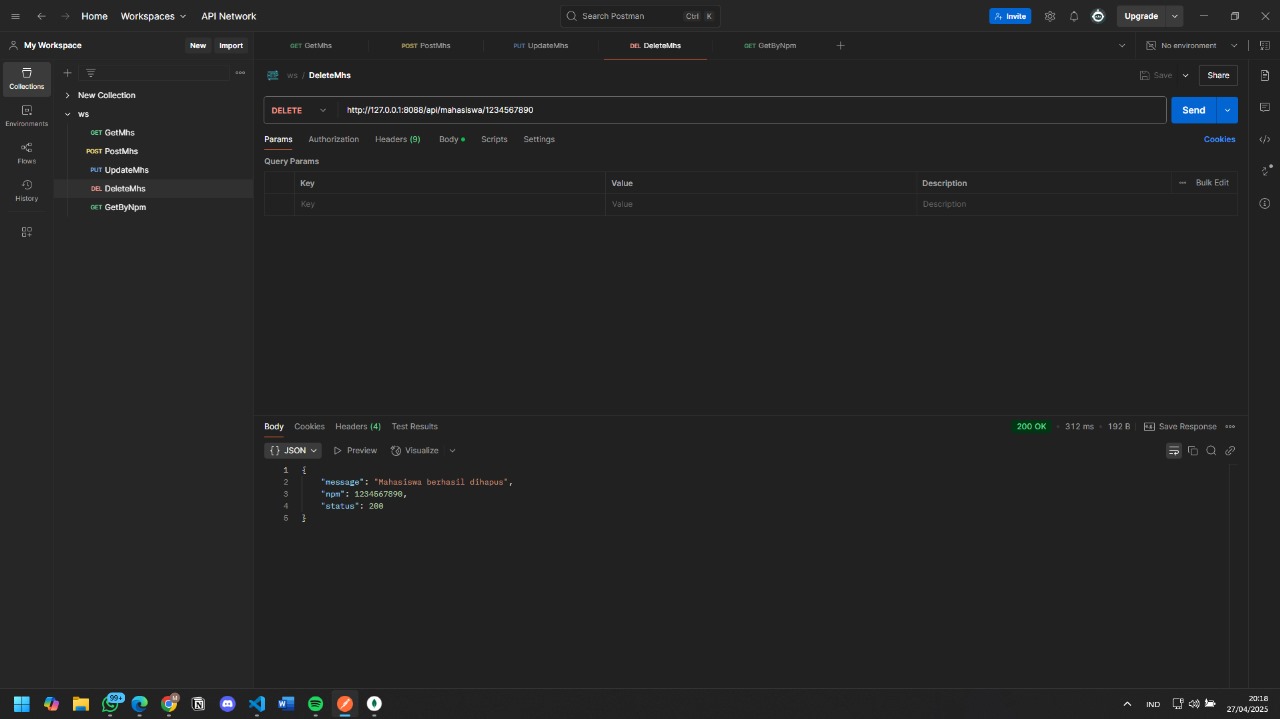 Home Workspaces API Network Search Postman Ctrl K Invite Upgrade
My Workspace New Import GET GetMhs POST PostMhs PUT UpdateMhs DEL DeleteMhs GET GetByNpm No environment
Collections
Environments
Flows
History
New Collection
ws
GET GetMhs
POST PostMhs
PUT UpdateMhs
DEL DeleteMhs
GET GetByNpm
ws / DeleteMhs Save Share
DELETE http://127.0.0.1:8088/api/mahasiswa/1234567890 Send
Params Authorization Headers (9) Body Scripts Settings Cookies
Query Params
Key Value Description Bulk Edit
Key Value Description
Body Cookies Headers (4) Test Results 200 OK 312 ms 192 B Save Response
{ } JSON Preview Visualize
1 {
2 "message": "Mahasiswa berhasil dihapus",
3 "npm": 1234567890,
4 "status": 200
5 }
99+
IND 20:18
27/04/2025